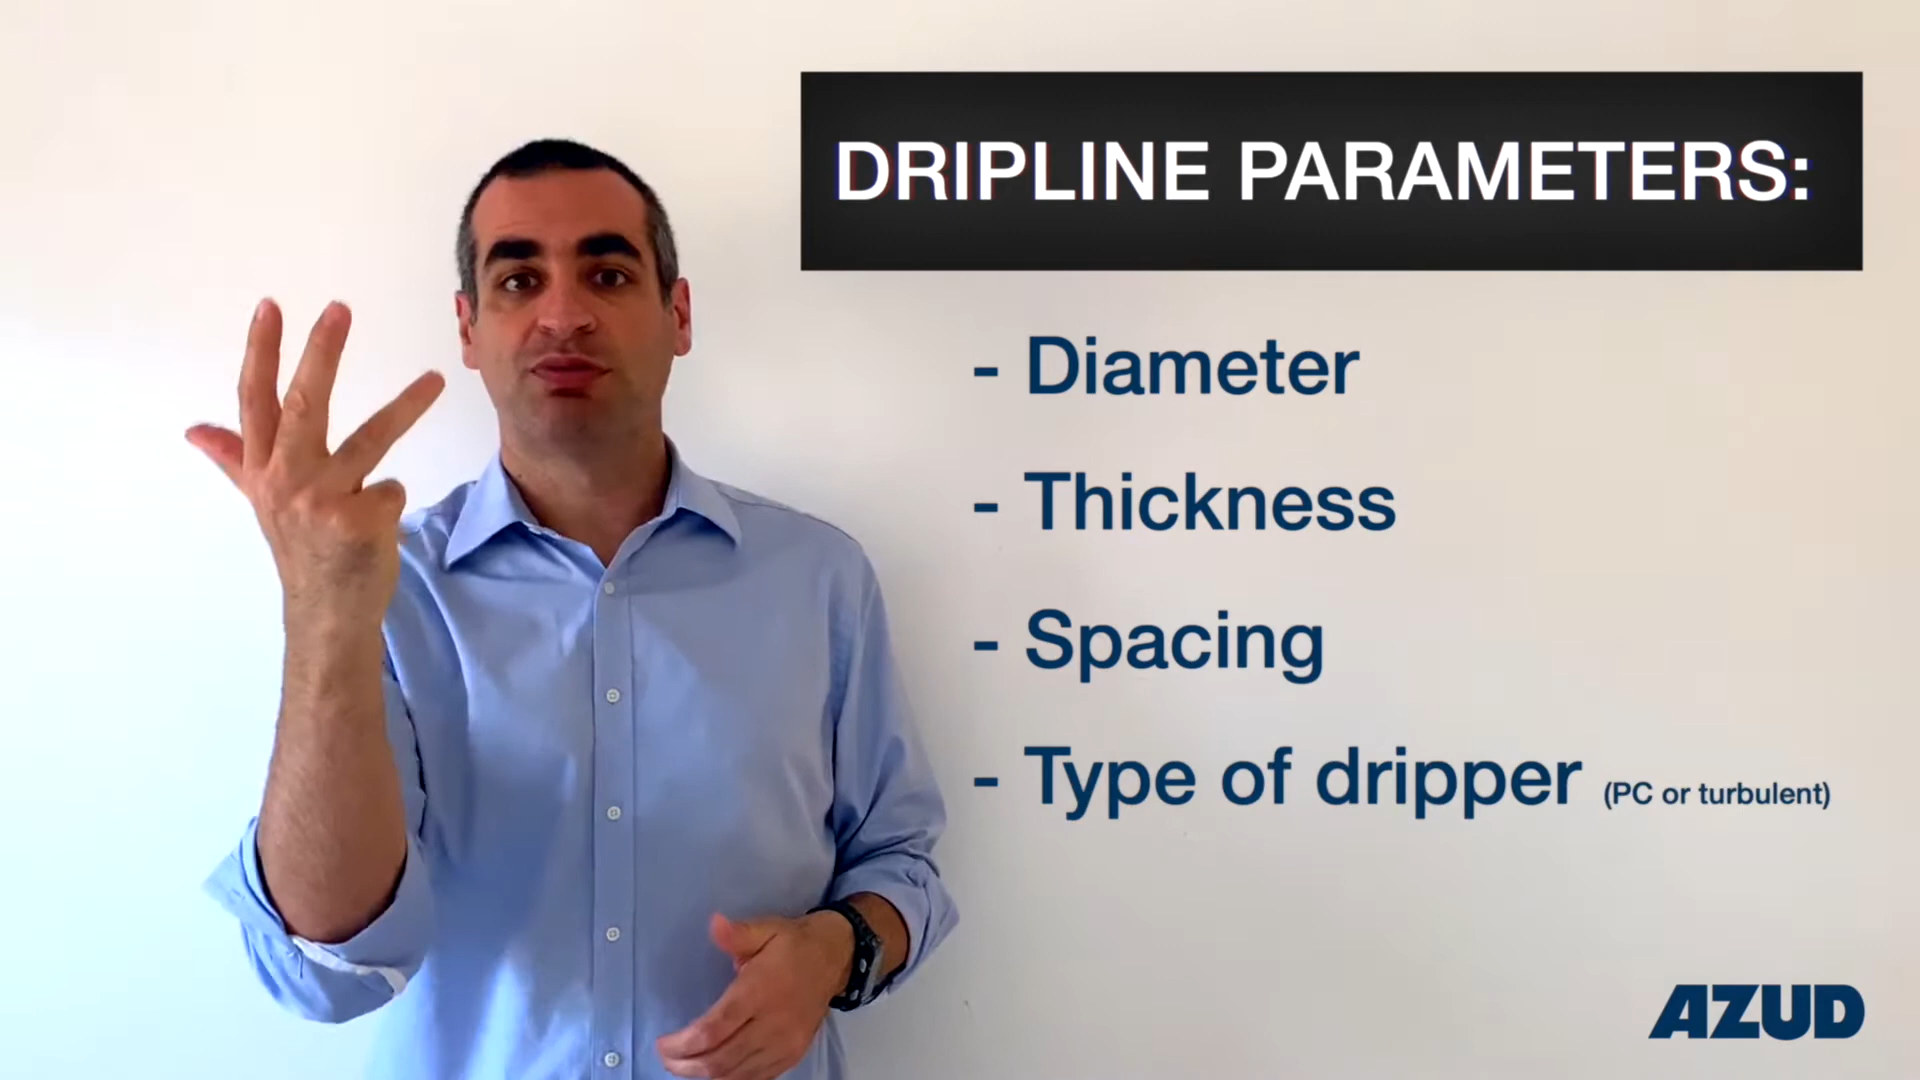 DRIPLINE PARAMETERS:
- Diameter
- Thickness
- Spacing
- Type of dripper (PC or turbulent)
AZUD